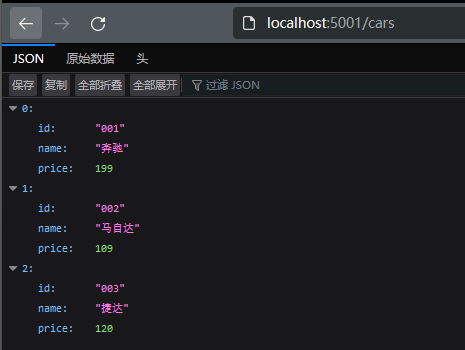 localhost:5001/cars
JSON 原始数据 头
保存 复制 全部折叠 全部展开 过滤 JSON
0:
id: "001"
name: "奔驰"
price: 199
1:
id: "002"
name: "马自达"
price: 109
2:
id: "003"
name: "捷达"
price: 120